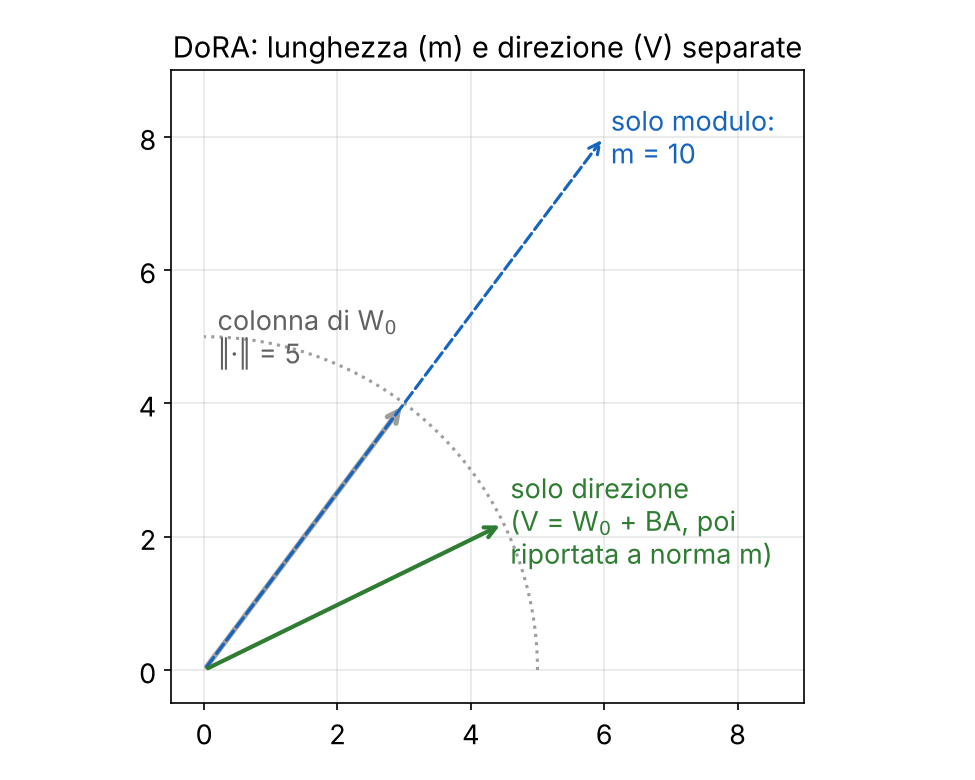 DoRA: lunghezza (m) e direzione (V) separate
solo modulo:
m = 10
colonna di W₀
‖·‖ = 5
solo direzione
(V = W₀ + BA, poi
riportata a norma m)
8
6
4
2
0
0 2 4 6 8